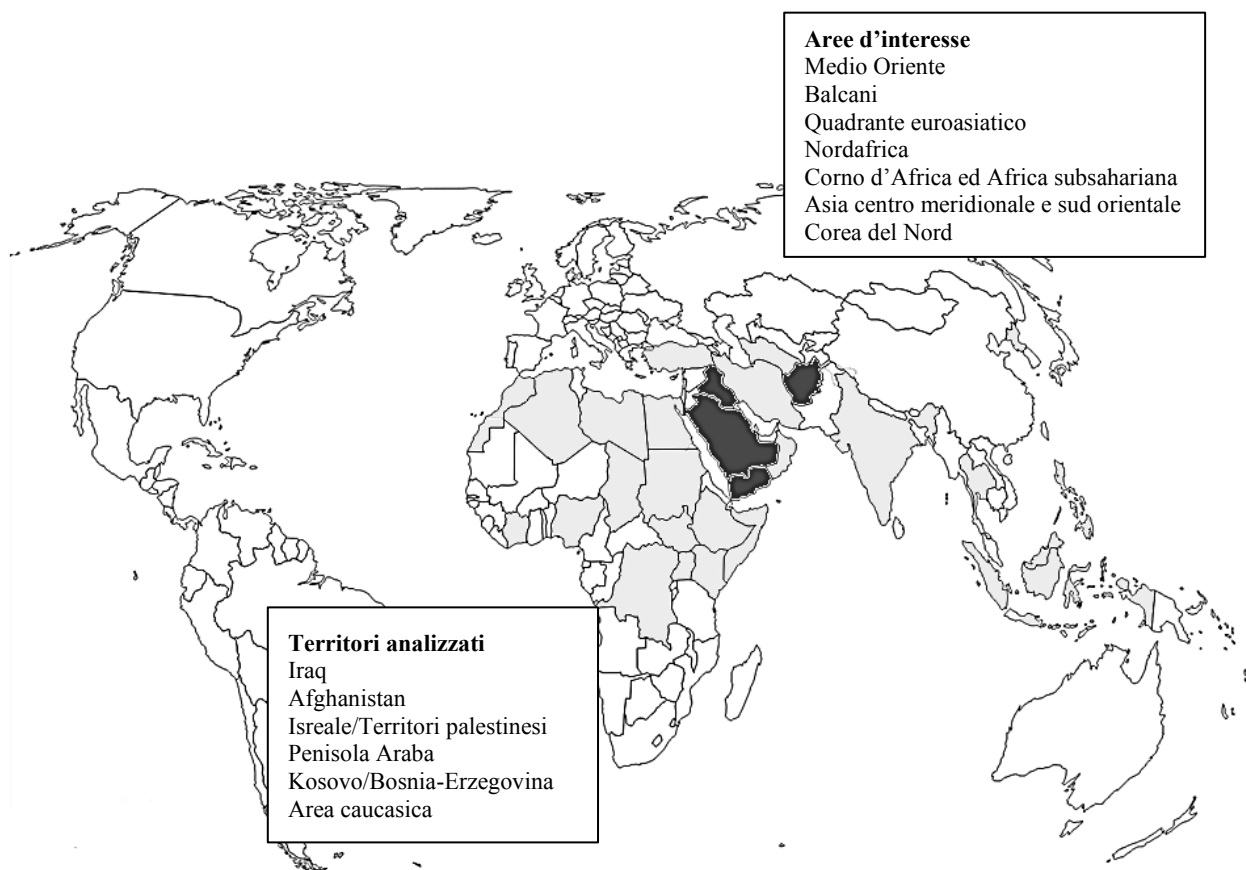 Aree d’interesse
Medio Oriente
Balcani
Quadrante euroasiatico
Nordafrica
Corno d’Africa ed Africa subsahariana
Asia centro meridionale e sud orientale
Corea del Nord
Territori analizzati
Iraq
Afghanistan
Isreale/Territori palestinesi
Penisola Araba
Kosovo/Bosnia-Erzegovina
Area caucasica